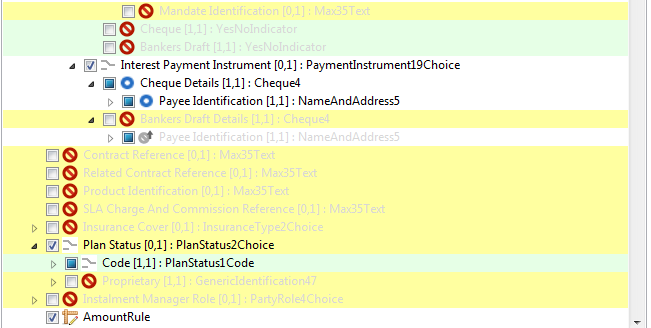 Mandate Identification [0,1] : Max35Text
Cheque [1,1] : YesNoIndicator
Bankers Draft [1,1] : YesNoIndicator
Interest Payment Instrument [0,1] : PaymentInstrument19Choice
Cheque Details [1,1] : Cheque4
Payee Identification [1,1] : NameAndAddress5
Bankers Draft Details [1,1] : Cheque4
Payee Identification [1,1] : NameAndAddress5
Contract Reference [0,1] : Max35Text
Related Contract Reference [0,1] : Max35Text
Product Identification [0,1] : Max35Text
SLA Charge And Commission Reference [0,1] : Max35Text
Insurance Cover [0,1] : InsuranceType2Choice
Plan Status [0,1] : PlanStatus2Choice
Code [1,1] : PlanStatus1Code
Proprietary [1,1] : GenericIdentification47
Instalment Manager Role [0,1] : PartyRole4Choice
AmountRule